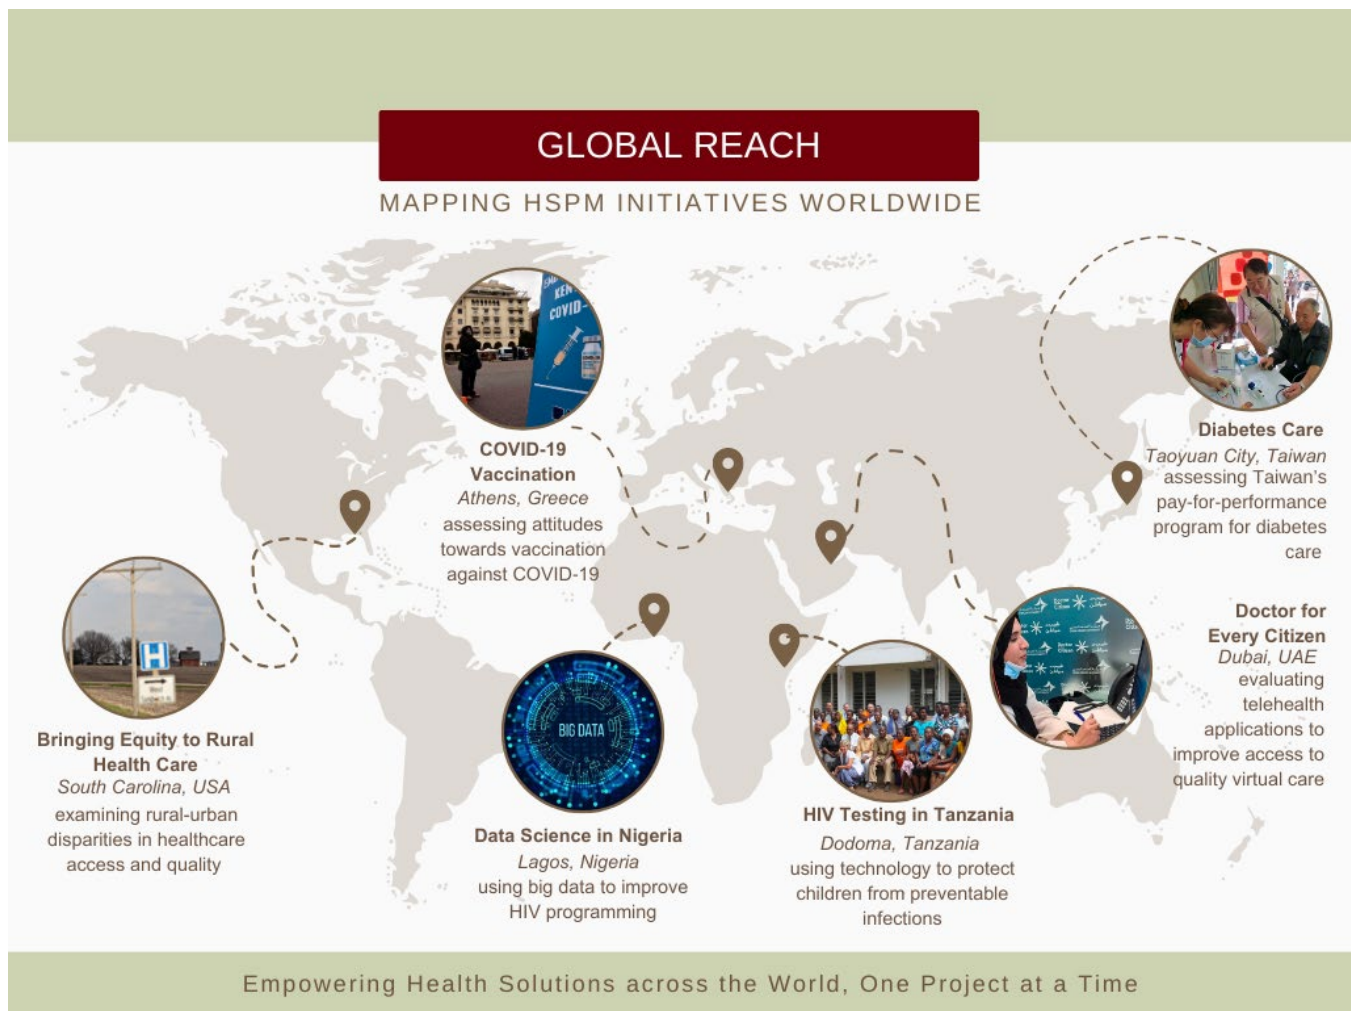 GLOBAL REACH
MAPPING HSPM INITIATIVES WORLDWIDE
KEN
COVID-
COVID-19
Vaccination
Athens, Greece
assessing attitudes
towards vaccination
against COVID-19
Diabetes Care
Taoyuan City, Taiwan
assessing Taiwan's
pay-for-performance
program for diabetes
care
H
Bringing Equity to Rural
Health Care
South Carolina, USA
examining rural-urban
disparities in healthcare
access and quality
BIG DATA
Data Science in Nigeria
Lagos, Nigeria
using big data to improve
HIV programming
HIV Testing in Tanzania
Dodoma, Tanzania
using technology to protect
children from preventable
infections
Doctor for
Every Citizen
Dubai, UAE
evaluating
telehealth
applications to
improve access to
quality virtual care
Empowering Health Solutions across the World, One Project at a Time